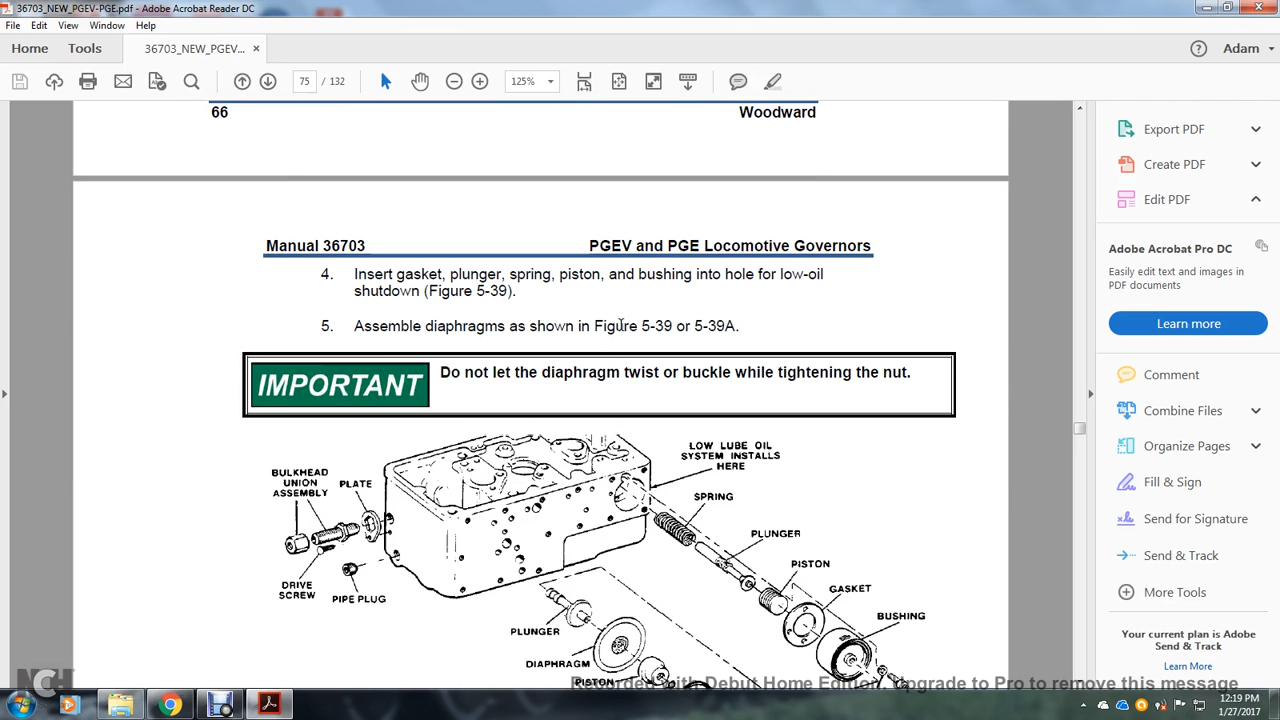 36703_NEW_PGEV-PGE.pdf - Adobe Acrobat Reader DC
File Edit View Window Help
Home Tools 36703_NEW_PGEV... × Adam
75 / 132 125%
66 Woodward
Manual 36703 PGEV and PGE Locomotive Governors
4. Insert gasket, plunger, spring, piston, and bushing into hole for low-oil
shutdown (Figure 5-39).
5. Assemble diaphragms as shown in Figure 5-39 or 5-39A.
IMPORTANT Do not let the diaphragm twist or buckle while tightening the nut.
LOW LUBE OIL
SYSTEM INSTALLS
HERE
BULKHEAD
UNION
ASSEMBLY
PLATE
SPRING
PLUNGER
PISTON
GASKET
BUSHING
DRIVE
SCREW
PIPE PLUG
PLUNGER
DIAPHRAGM
PISTON
Export PDF
Create PDF
Edit PDF
Adobe Acrobat Pro DC
Easily edit text and images in
PDF documents
Learn more
Comment
Combine Files
Organize Pages
Fill & Sign
Send for Signature
Send & Track
More Tools
Your current plan is Adobe
Send & Track
Learn More
NCH
Recorded with Debut Home Edition. Upgrade to Pro to remove this message
12:19 PM
1/27/2017